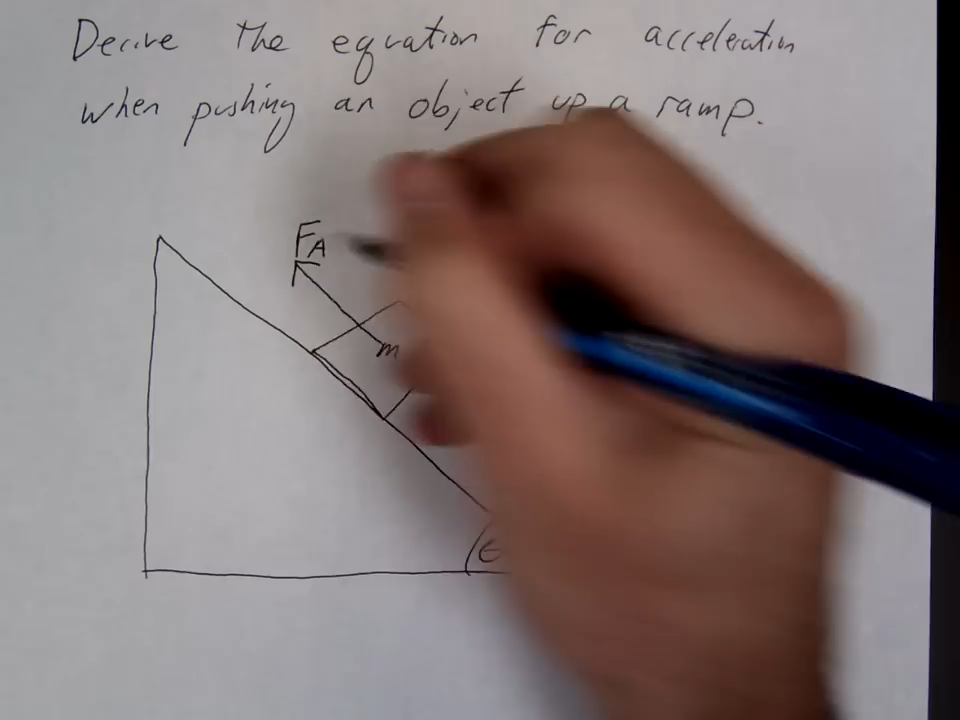 Derive the equation for acceleration
when pushing an object up a ramp.
FA
m
θ